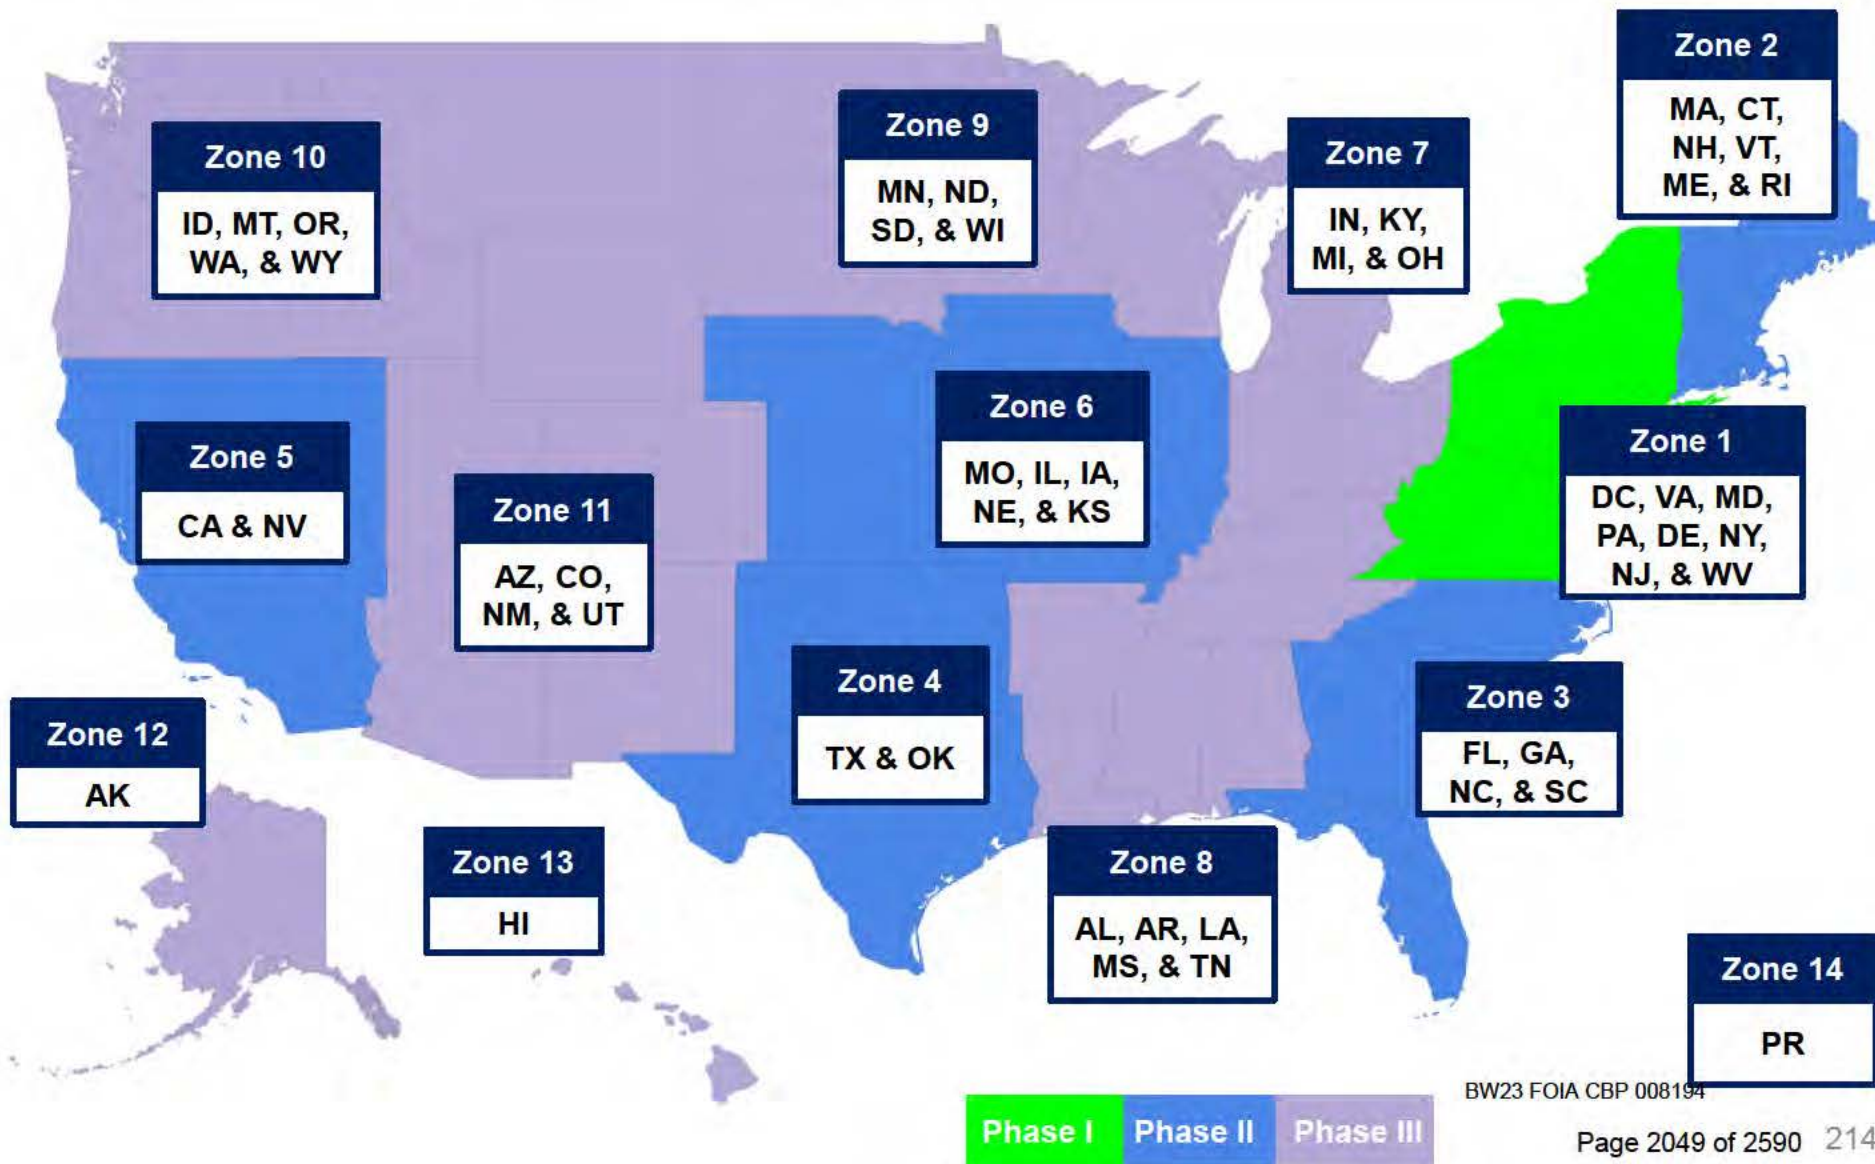 Zone 2
MA, CT,
NH, VT,
ME, & RI
Zone 9
MN, ND,
SD, & WI
Zone 7
IN, KY,
MI, & OH
Zone 10
ID, MT, OR,
WA, & WY
Zone 6
MO, IL, IA,
NE, & KS
Zone 1
DC, VA, MD,
PA, DE, NY,
NJ, & WV
Zone 5
CA & NV
Zone 11
AZ, CO,
NM, & UT
Zone 4
TX & OK
Zone 3
FL, GA,
NC, & SC
Zone 12
AK
Zone 13
HI
Zone 8
AL, AR, LA,
MS, & TN
Zone 14
PR
BW23 FOIA CBP 008194
Phase I Phase II Phase III
Page 2049 of 2590 214